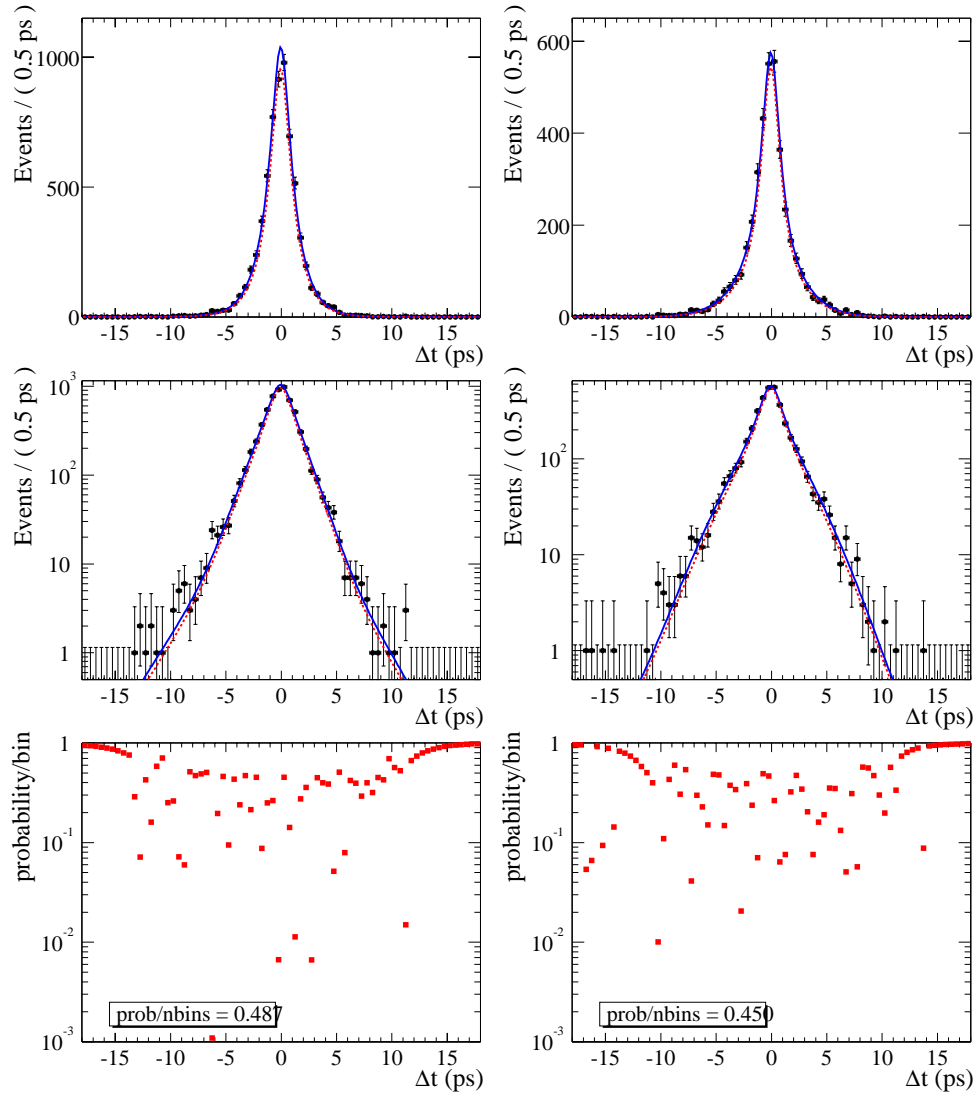 Events / ( 0.5 ps )
1000
500
0
-15 -10 -5 0 5 10 15
Δt (ps)
Events / ( 0.5 ps )
600
400
200
0
-15 -10 -5 0 5 10 15
Δt (ps)
Events / ( 0.5 ps )
10³
10²
10
1
-15 -10 -5 0 5 10 15
Δt (ps)
Events / ( 0.5 ps )
10²
10
1
-15 -10 -5 0 5 10 15
Δt (ps)
probability/bin
1
10⁻¹
10⁻²
10⁻³
prob/nbins = 0.487
-15 -10 -5 0 5 10 15
Δt (ps)
probability/bin
1
10⁻¹
10⁻²
10⁻³
prob/nbins = 0.450
-15 -10 -5 0 5 10 15
Δt (ps)